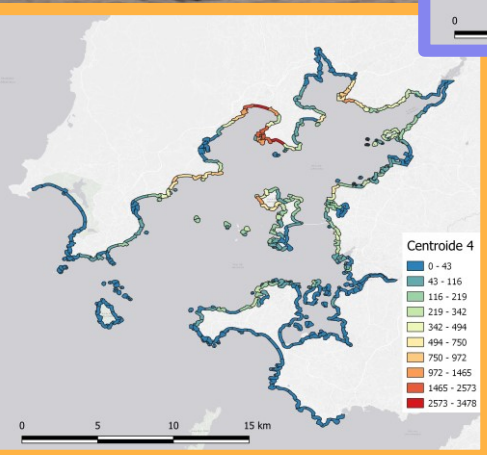 0
Centroide 4
0 - 43
43 - 116
116 - 219
219 - 342
342 - 494
494 - 750
750 - 972
972 - 1465
1465 - 2573
2573 - 3478
0 5 10 15 km